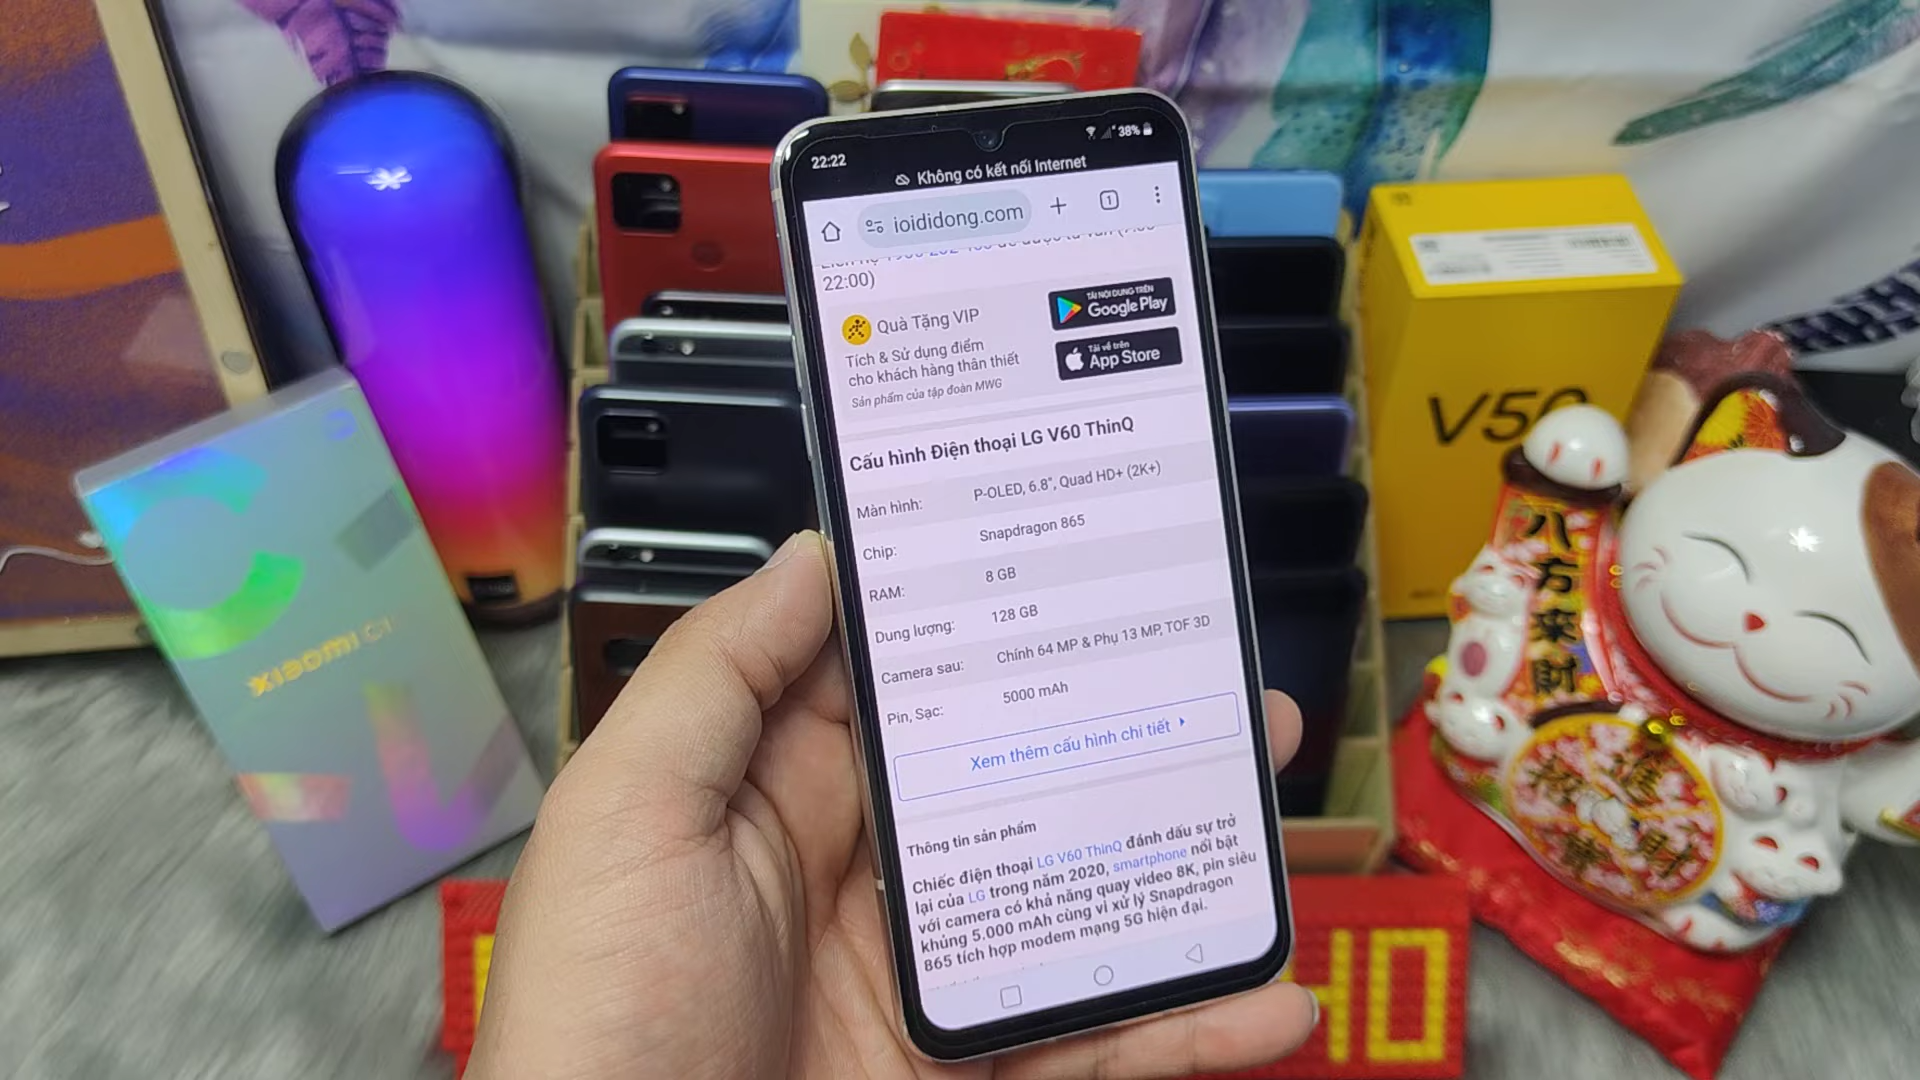 22:22
38%
Không có kết nối Internet
ioididong.com
1
22:00)
Quà Tặng VIP
Tích & Sử dụng điểm
cho khách hàng thân thiết
Sản phẩm của tập đoàn MWG
TẢI NỘI DUNG TRÊN
Google Play
Tải về trên
App Store
Cấu hình Điện thoại LG V60 ThinQ
Màn hình: P-OLED, 6.8", Quad HD+ (2K+)
Chip: Snapdragon 865
RAM: 8 GB
Dung lượng: 128 GB
Camera sau: Chính 64 MP & Phụ 13 MP, TOF 3D
Pin, Sạc: 5000 mAh
Xem thêm cấu hình chi tiết
Thông tin sản phẩm
Chiếc điện thoại LG V60 ThinQ đánh dấu sự trở
lại của LG trong năm 2020, smartphone nổi bật
với camera có khả năng quay video 8K, pin siêu
khủng 5.000 mAh cùng vi xử lý Snapdragon
865 tích hợp modem mạng 5G hiện đại.
xiaomi
V50
八方來財
HO